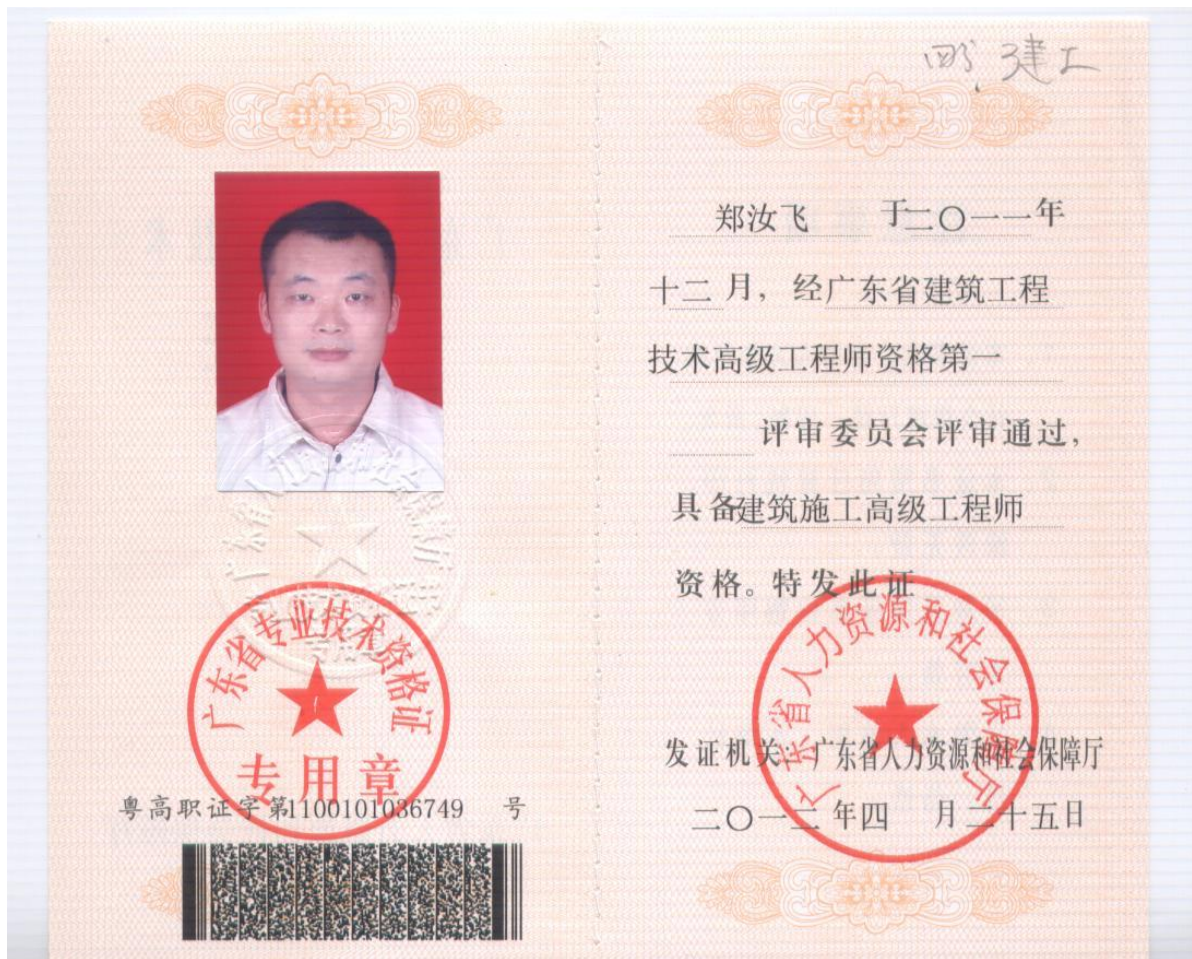 广东省专业技术资格证
专用章
粤高职证字第1100101036749 号
建工
郑汝飞 于二〇一一年
十二月，经广东省建筑工程
技术高级工程师资格第一
评审委员会评审通过，
具备建筑施工高级工程师
资格。特发此证
广东省人力资源和社会保障厅
发证机关：广东省人力资源和社会保障厅
二〇一二年四 月二十五日